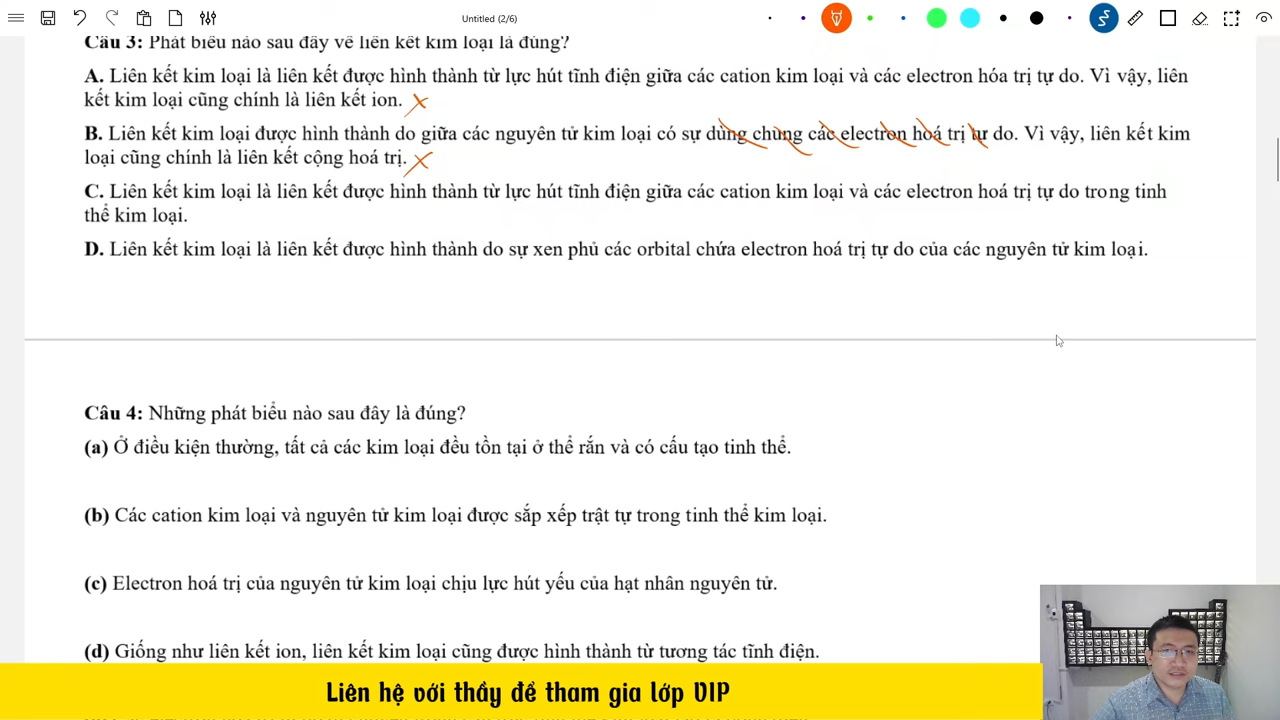 Untitled (2/6)
Câu 3: Phát biểu nào sau đây về liên kết kim loại là đúng?
A. Liên kết kim loại là liên kết được hình thành từ lực hút tĩnh điện giữa các cation kim loại và các electron hóa trị tự do. Vì vậy, liên
kết kim loại cũng chính là liên kết ion.
B. Liên kết kim loại được hình thành do giữa các nguyên tử kim loại có sự dùng chung các electron hoá trị tự do. Vì vậy, liên kết kim
loại cũng chính là liên kết cộng hoá trị.
C. Liên kết kim loại là liên kết được hình thành từ lực hút tĩnh điện giữa các cation kim loại và các electron hoá trị tự do trong tinh
thể kim loại.
D. Liên kết kim loại là liên kết được hình thành do sự xen phủ các orbital chứa electron hoá trị tự do của các nguyên tử kim loại.
Câu 4: Những phát biểu nào sau đây là đúng?
(a) Ở điều kiện thường, tất cả các kim loại đều tồn tại ở thể rắn và có cấu tạo tinh thể.
(b) Các cation kim loại và nguyên tử kim loại được sắp xếp trật tự trong tinh thể kim loại.
(c) Electron hoá trị của nguyên tử kim loại chịu lực hút yếu của hạt nhân nguyên tử.
(d) Giống như liên kết ion, liên kết kim loại cũng được hình thành từ tương tác tĩnh điện.
Liên hệ với thầy để tham gia lớp VIP